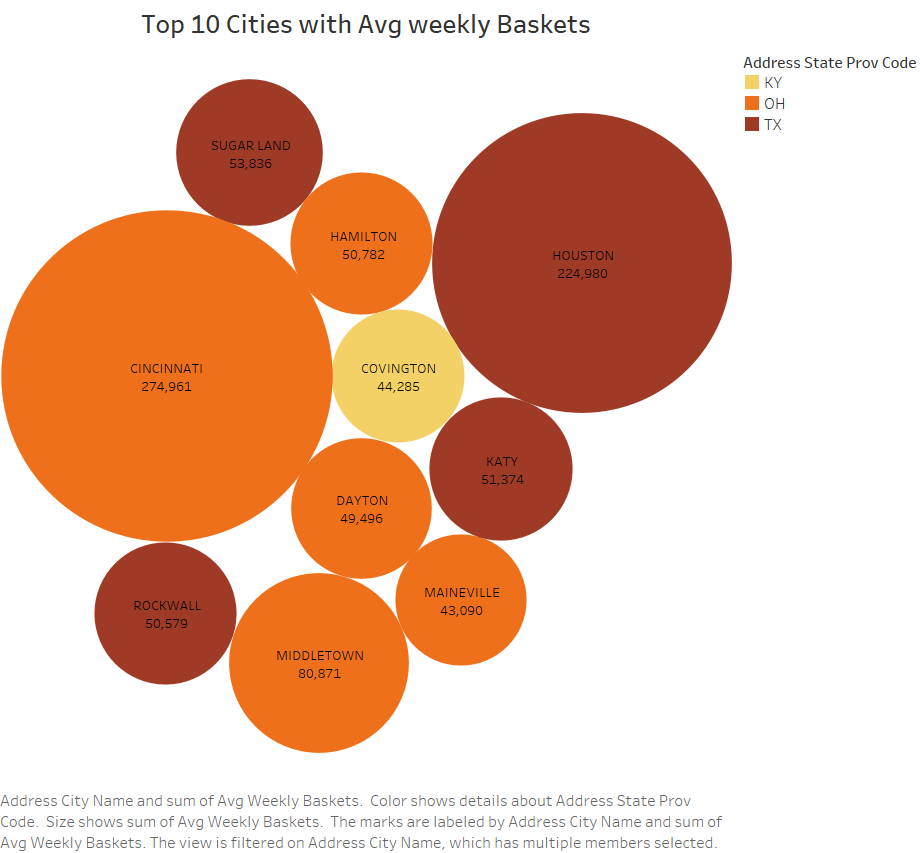 Top 10 Cities with Avg weekly Baskets
Address State Prov Code
KY
OH
TX
SUGAR LAND
53,836
HAMILTON
50,782
HOUSTON
224,980
CINCINNATI
274,961
COVINGTON
44,285
KATY
51,374
DAYTON
49,496
MAINEVILLE
43,090
ROCKWALL
50,579
MIDDLETOWN
80,871
Address City Name and sum of Avg Weekly Baskets.  Color shows details about Address State Prov
Code.  Size shows sum of Avg Weekly Baskets.  The marks are labeled by Address City Name and sum of
Avg Weekly Baskets. The view is filtered on Address City Name, which has multiple members selected.